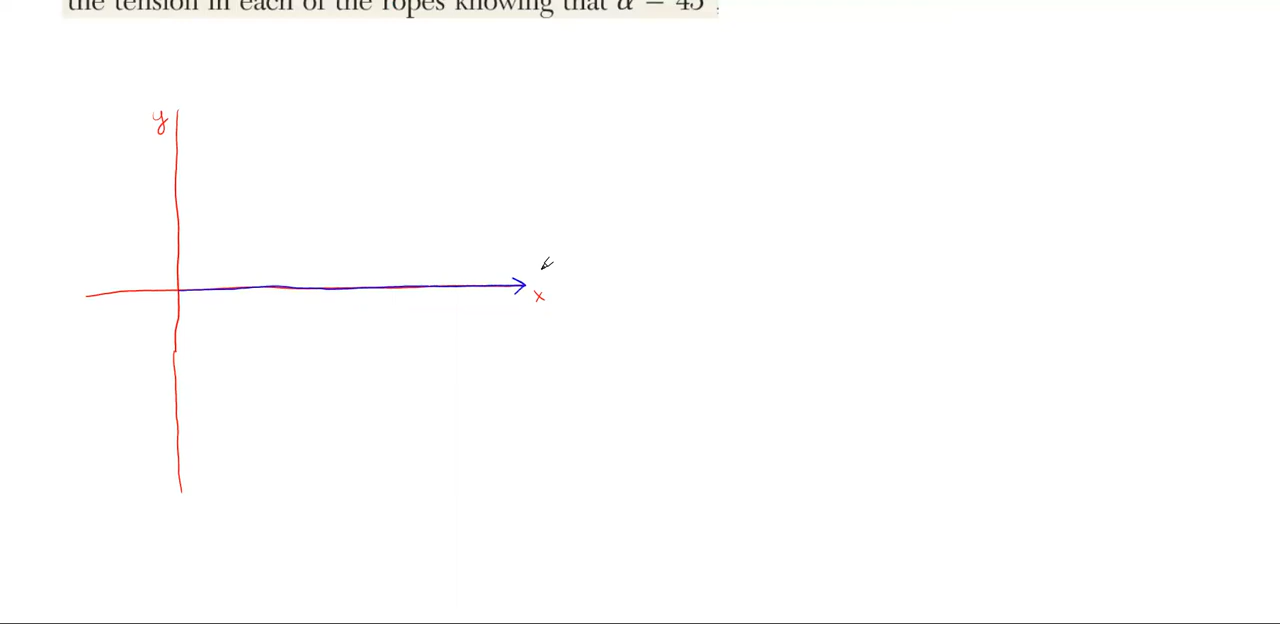 the tension in each of the ropes knowing that α = 45
y
x